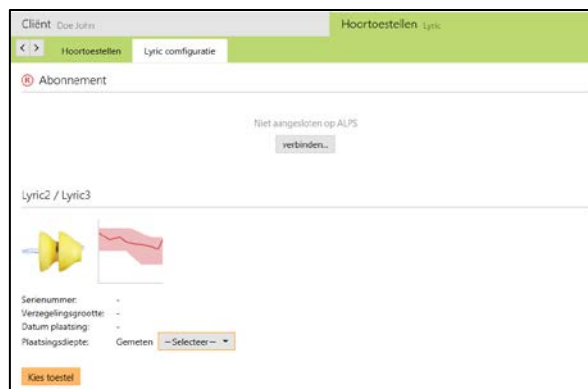 Cliënt Doe John
Hoortoestellen Lyric
< > Hoortoestellen Lyric configuratie
R Abonnement
Niet aangesloten op ALPS
verbinden...
Lyric2 / Lyric3
Serienummer: -
Verzegelingsgrootte: -
Datum plaatsing: -
Plaatsingsdiepte: Gemeten --Selecteer--
Kies toestel